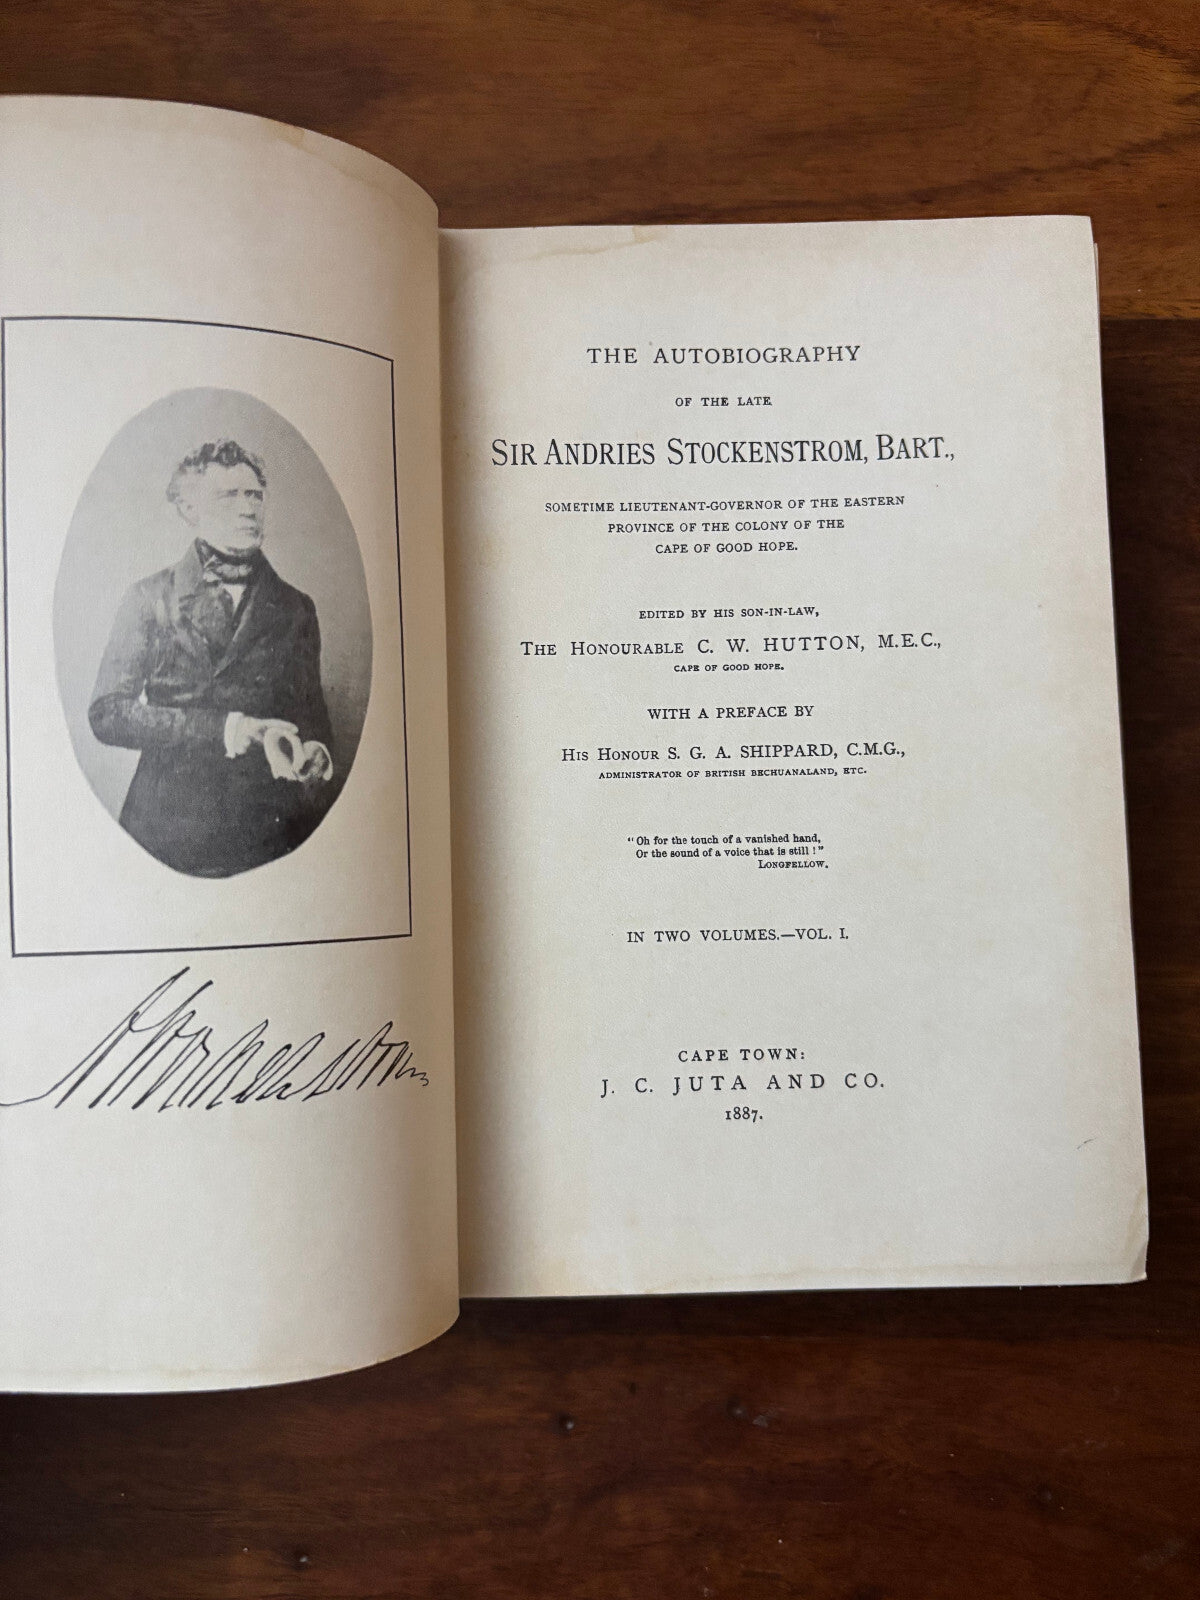 AStockenstrom
THE AUTOBIOGRAPHY
OF THE LATE
SIR ANDRIES STOCKENSTROM, BART.,
SOMETIME LIEUTENANT-GOVERNOR OF THE EASTERN
PROVINCE OF THE COLONY OF THE
CAPE OF GOOD HOPE.
EDITED BY HIS SON-IN-LAW,
THE HONOURABLE C. W. HUTTON, M.E.C.,
CAPE OF GOOD HOPE.
WITH A PREFACE BY
HIS HONOUR S. G. A. SHIPPARD, C.M.G.,
ADMINISTRATOR OF BRITISH BECHUANALAND, ETC.
"Oh for the touch of a vanished hand,
Or the sound of a voice that is still!"
LONGFELLOW.
IN TWO VOLUMES.—VOL. I.
CAPE TOWN:
J. C. JUTA AND CO.
1887.